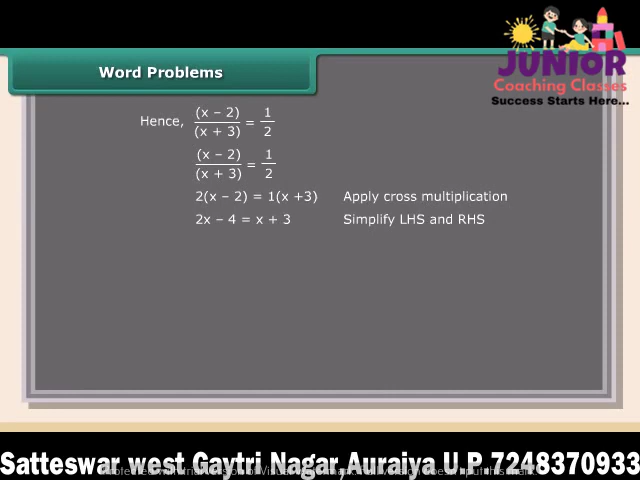 JUNIOR
Coaching Classes
Success Starts Here...
Word Problems
Hence, (x – 2)/(x + 3) = 1/2
(x – 2)/(x + 3) = 1/2
2(x – 2) = 1(x +3) Apply cross multiplication
2x – 4 = x + 3 Simplify LHS and RHS
Satteswar west Gaytri Nagar,Auraiya U.P.7248370933